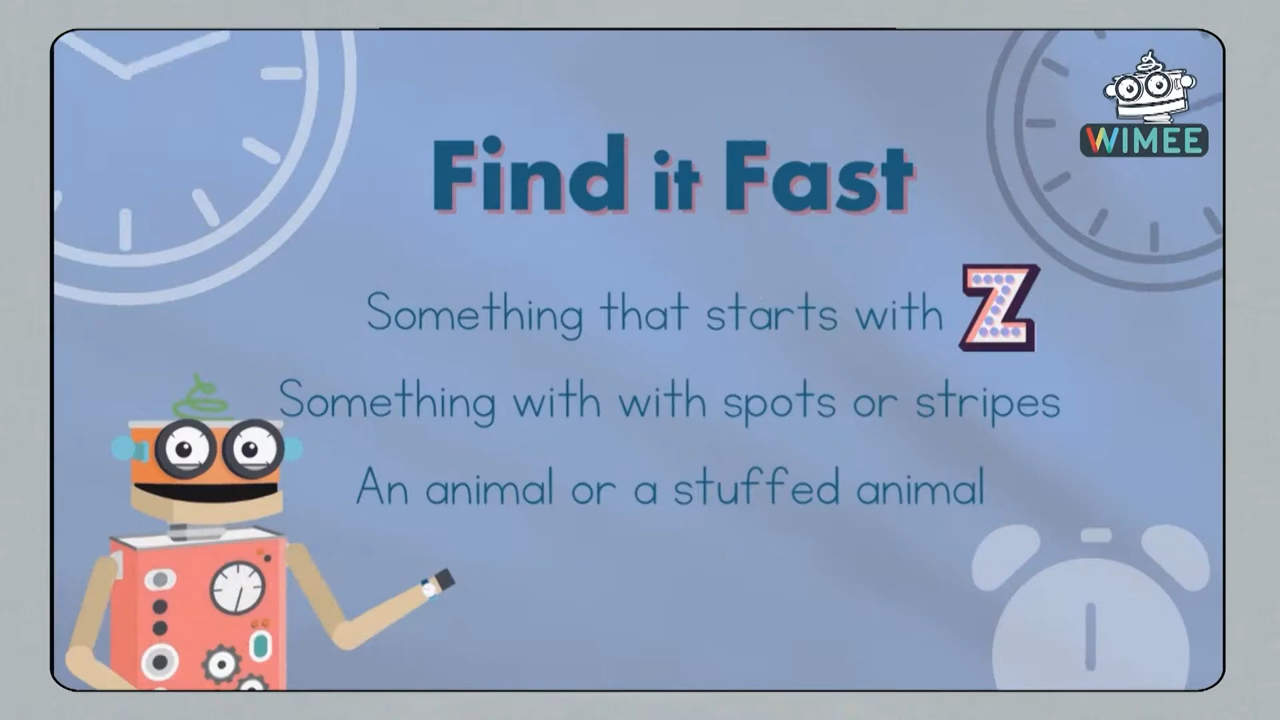 WIMEE
Find it Fast
Something that starts with Z
Something with with spots or stripes
An animal or a stuffed animal